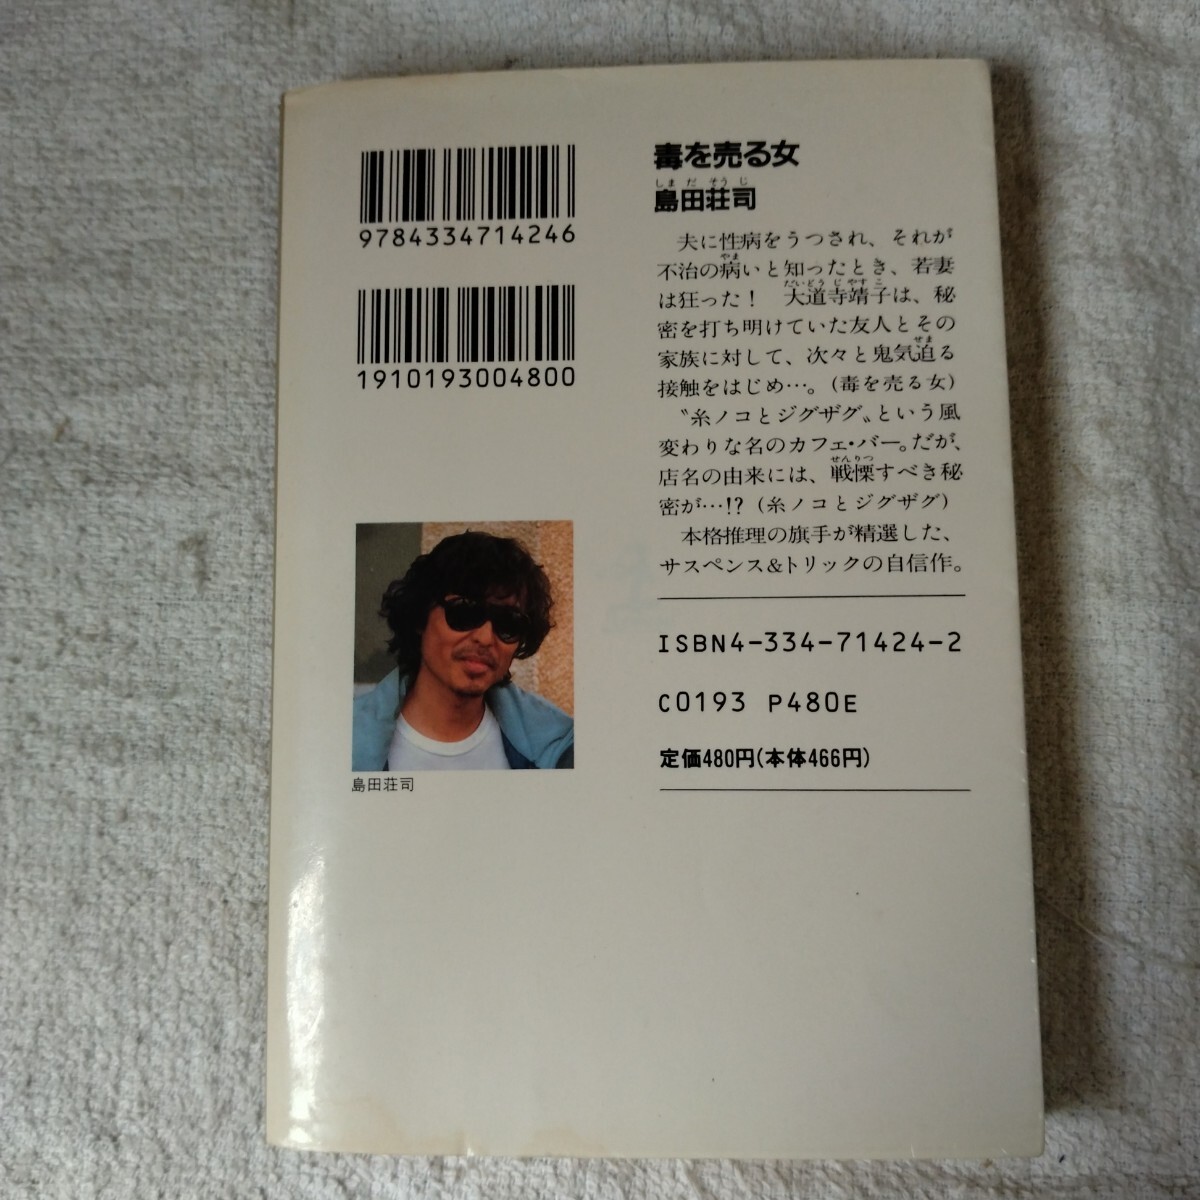 9784334714246
1910193004800
島田荘司
毒を売る女
しま だ そう じ
島田荘司
夫に性病をうつされ、それが
やま
不治の病いと知ったとき、若妻
だいどう じ やす こ
は狂った! 大道寺靖子は、秘
密を打ち明けていた友人とその
せま
家族に対して、次々と鬼気迫る
接触をはじめ…。(毒を売る女)
〝糸ノコとジグザグ〟という風
変わりな名のカフェ・バー。だが、
せんりつ
店名の由来には、戦慄すべき秘
密が…!?(糸ノコとジグザグ)
本格推理の旗手が精選した、
サスペンス&トリックの自信作。
ISBN4-334-71424-2
C0193 P480E
定価480円(本体466円)